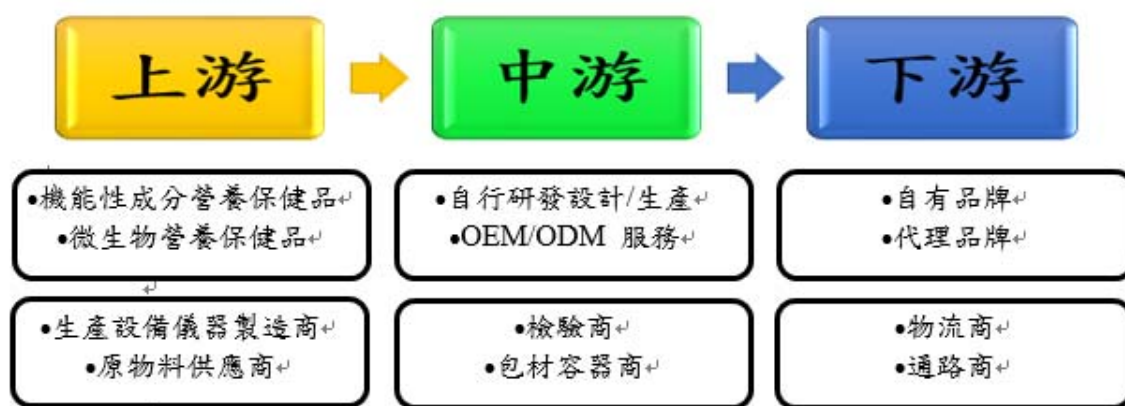 上游
中游
下游
•機能性成分營養保健品
•微生物營養保健品
•自行研發設計/生產
•OEM/ODM 服務
•自有品牌
•代理品牌
•生產設備儀器製造商
•原物料供應商
•檢驗商
•包材容器商
•物流商
•通路商